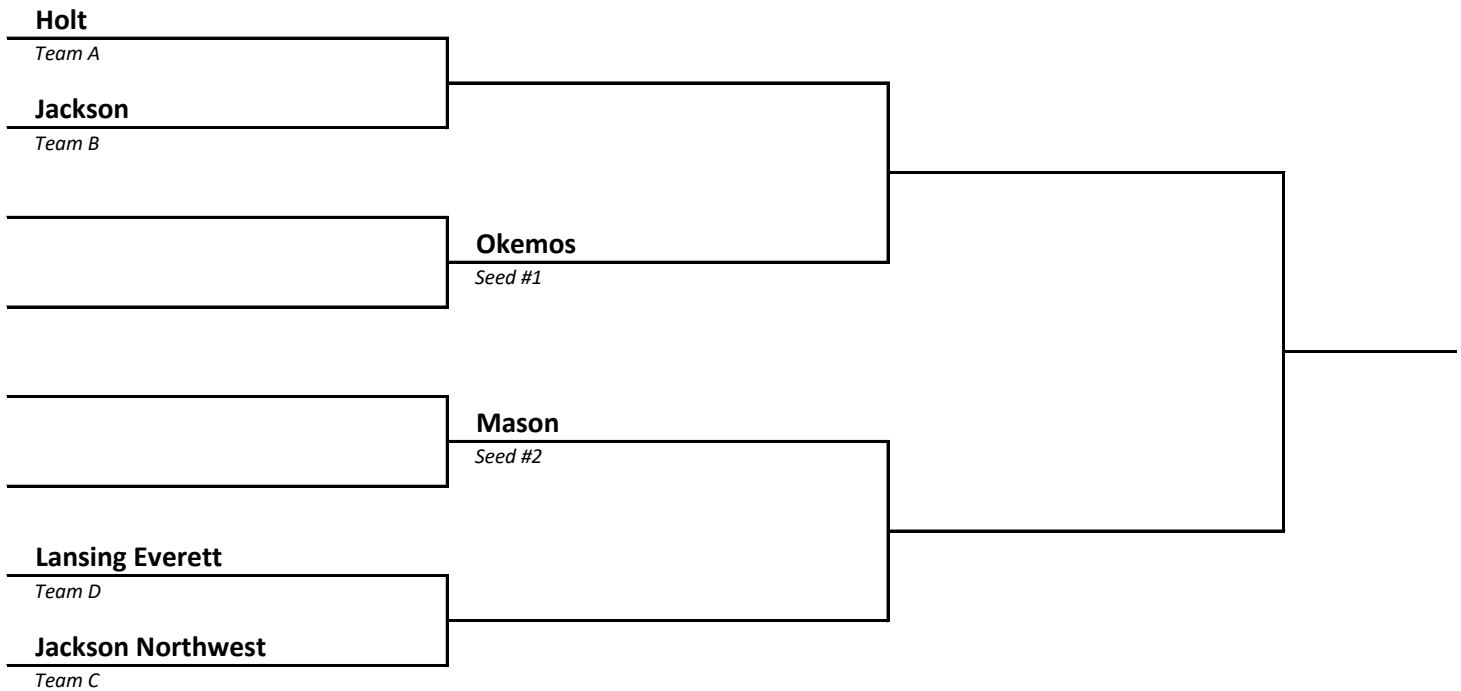 Holt
Team A
Jackson
Team B
Okemos
Seed #1
Mason
Seed #2
Lansing Everett
Team D
Jackson Northwest
Team C